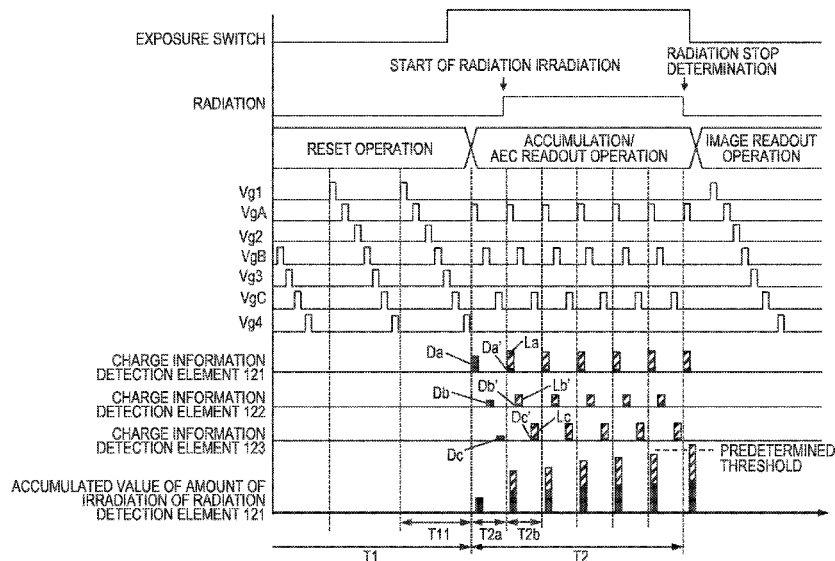 EXPOSURE SWITCH
START OF RADIATION IRRADIATION
RADIATION STOP
DETERMINATION
RADIATION
RESET OPERATION
ACCUMULATION/
AEC READOUT OPERATION
IMAGE READOUT
OPERATION
Vg1
VgA
Vg2
VgB
Vg3
VgC
Vg4
CHARGE INFORMATION
DETECTION ELEMENT 121
Da
Da'
La
CHARGE INFORMATION
DETECTION ELEMENT 122
Db
Db'
Lb'
CHARGE INFORMATION
DETECTION ELEMENT 123
Dc
Dc'
Lc
PREDETERMINED
THRESHOLD
ACCUMULATED VALUE OF AMOUNT OF
IRRADIATION OF RADIATION
DETECTION ELEMENT 121
T11
T2a
T2b
T1
T2